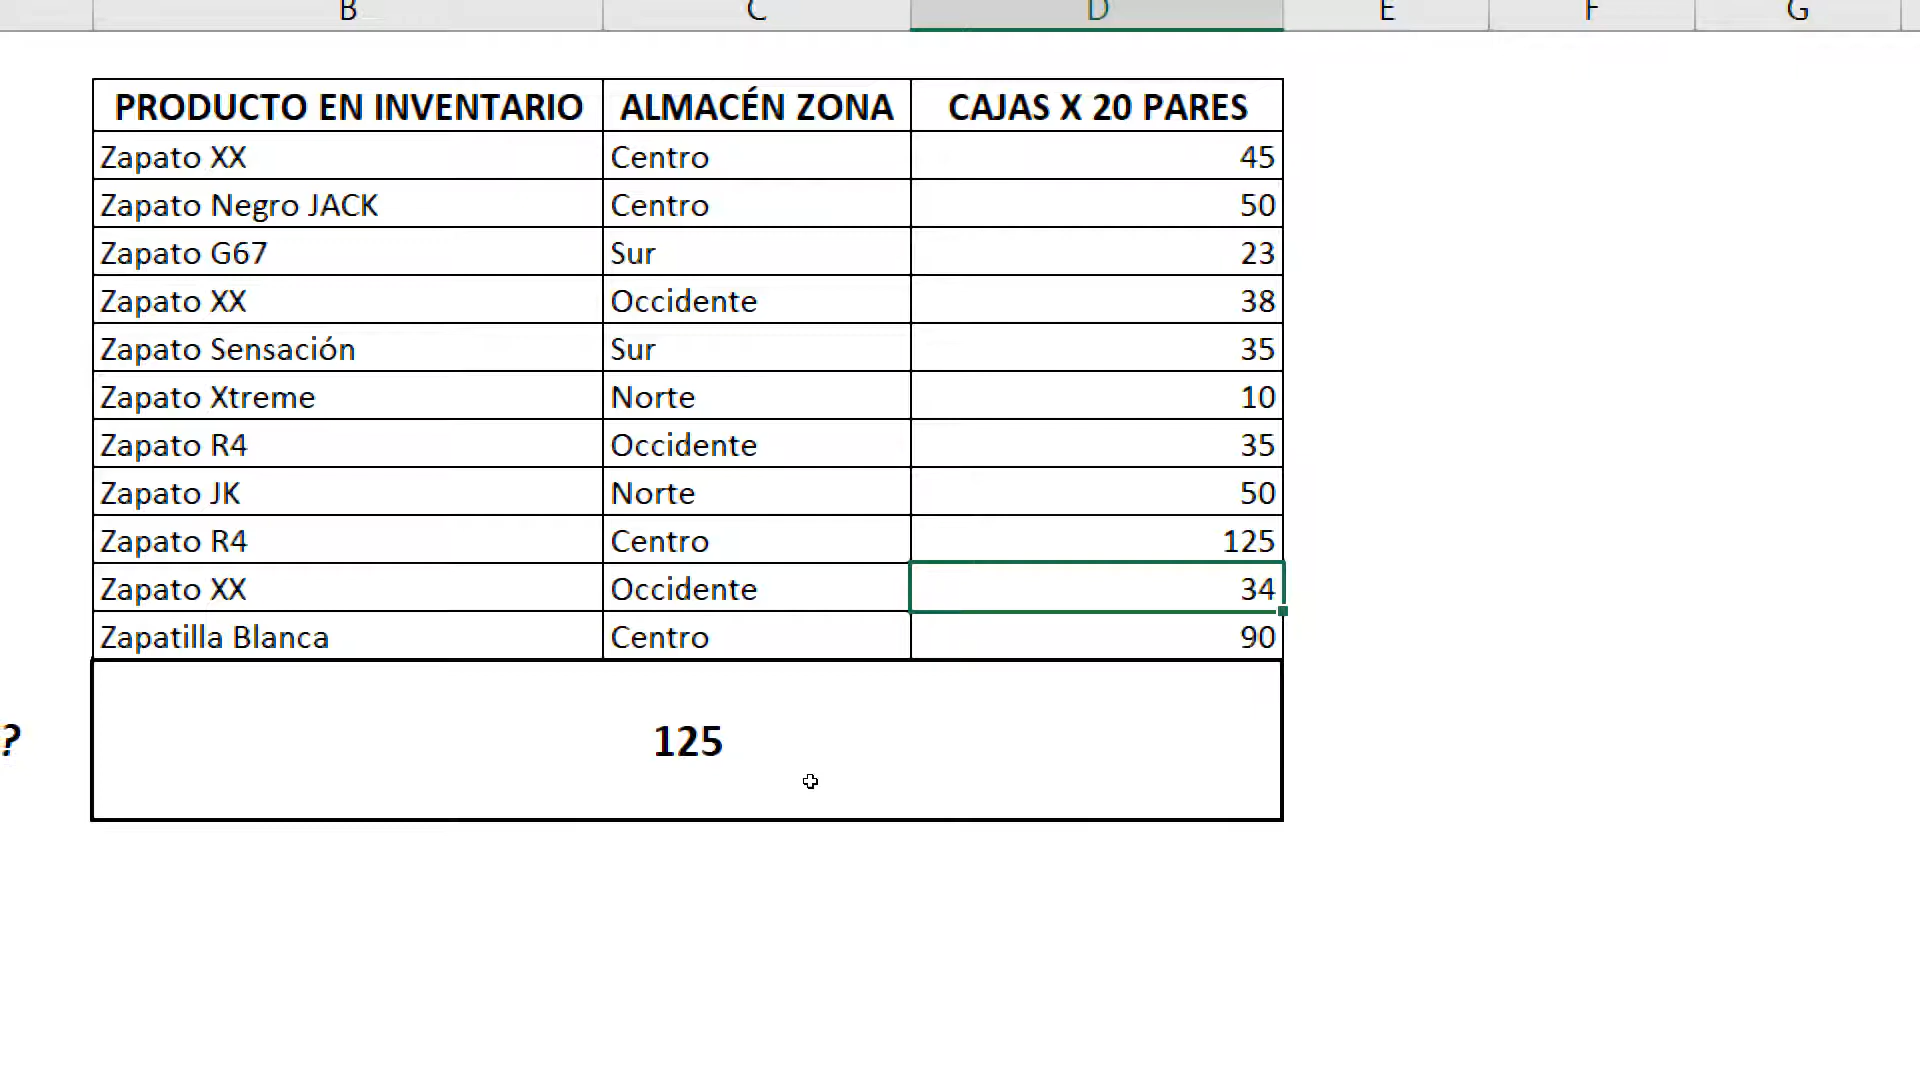 B C D E F G
PRODUCTO EN INVENTARIO ALMACÉN ZONA CAJAS X 20 PARES
Zapato XX Centro 45
Zapato Negro JACK Centro 50
Zapato G67 Sur 23
Zapato XX Occidente 38
Zapato Sensación Sur 35
Zapato Xtreme Norte 10
Zapato R4 Occidente 35
Zapato JK Norte 50
Zapato R4 Centro 125
Zapato XX Occidente 34
Zapatilla Blanca Centro 90
? 125